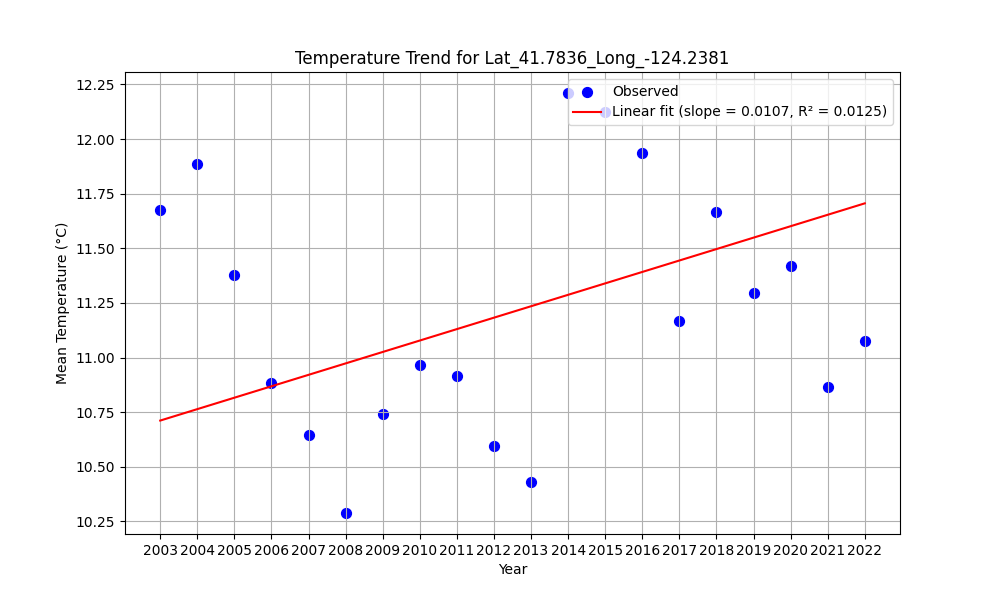 Temperature Trend for Lat_41.7836_Long_-124.2381
Observed
Linear fit (slope = 0.0107, R² = 0.0125)
Mean Temperature (°C)
12.25
12.00
11.75
11.50
11.25
11.00
10.75
10.50
10.25
2003 2004 2005 2006 2007 2008 2009 2010 2011 2012 2013 2014 2015 2016 2017 2018 2019 2020 2021 2022
Year